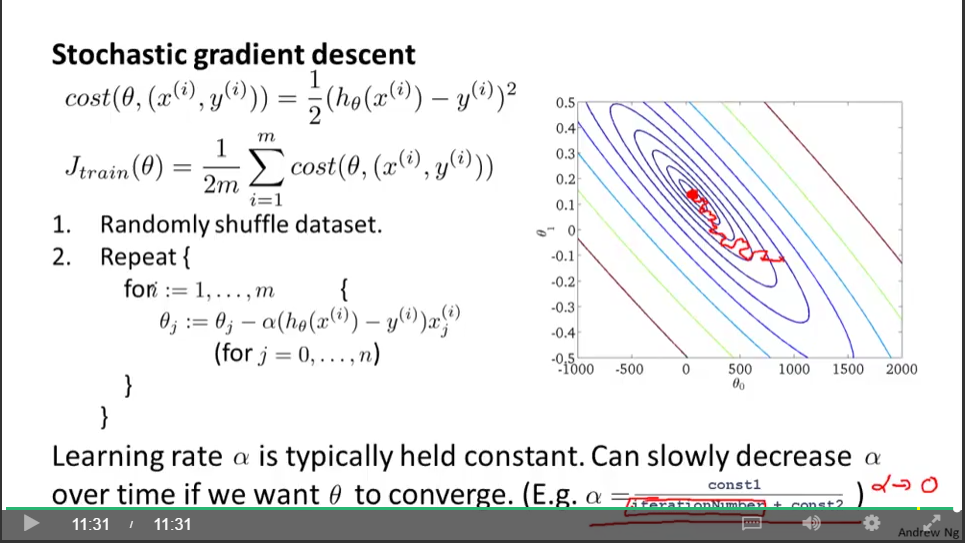 Stochastic gradient descent
cost(θ, (x^(i), y^(i))) = 1/2 (h_θ(x^(i)) − y^(i))^2
J_train(θ) = 1/2m ∑_{i=1}^{m} cost(θ, (x^(i), y^(i)))
1. Randomly shuffle dataset.
2. Repeat {
for i := 1, . . . , m {
θ_j := θ_j − α(h_θ(x^(i)) − y^(i))x_j^(i)
(for j = 0, . . . , n)
}
}
0.5
0.4
0.3
0.2
0.1
0
-0.1
-0.2
-0.3
-0.4
-0.5
θ_1
-1000 -500 0 500 1000 1500 2000
θ_0
Learning rate α is typically held constant. Can slowly decrease α
over time if we want θ to converge. (E.g. α = const1 / iterationNumber + const2 ) α→0
11:31 / 11:31
Andrew Ng